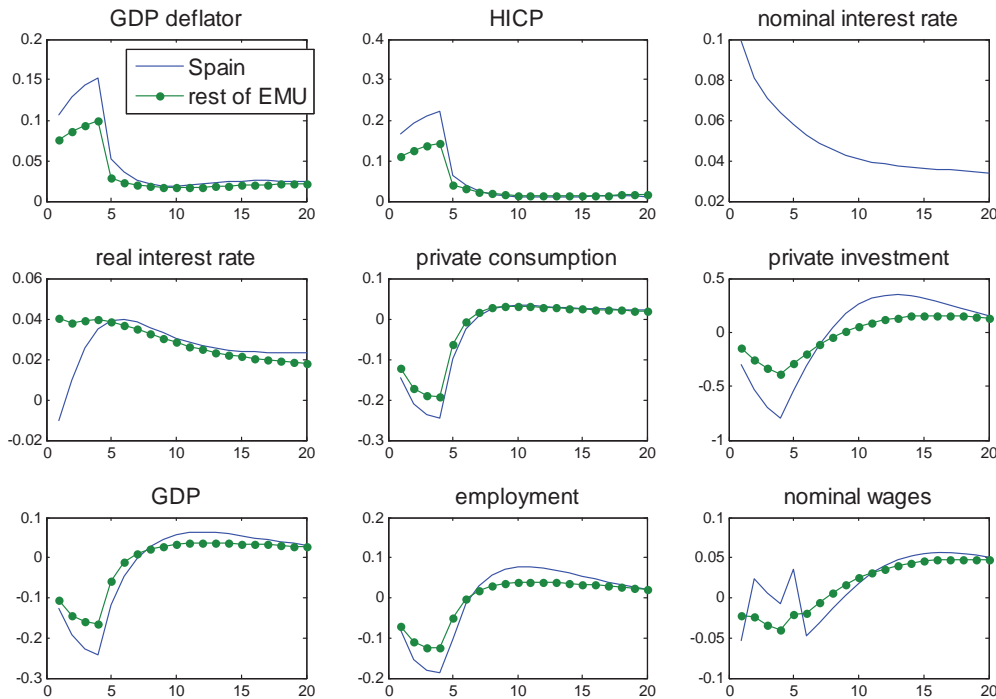 GDP deflator
0.2
0.15
0.1
0.05
0
0 5 10 15 20
Spain
rest of EMU
HICP
0.4
0.3
0.2
0.1
0
0 5 10 15 20
nominal interest rate
0.1
0.08
0.06
0.04
0.02
0 5 10 15 20
real interest rate
0.06
0.04
0.02
0
-0.02
0 5 10 15 20
private consumption
0.1
0
-0.1
-0.2
-0.3
0 5 10 15 20
private investment
0.5
0
-0.5
-1
0 5 10 15 20
GDP
0.1
0
-0.1
-0.2
-0.3
0 5 10 15 20
employment
0.2
0.1
0
-0.1
-0.2
0 5 10 15 20
nominal wages
0.1
0.05
0
-0.05
-0.1
0 5 10 15 20